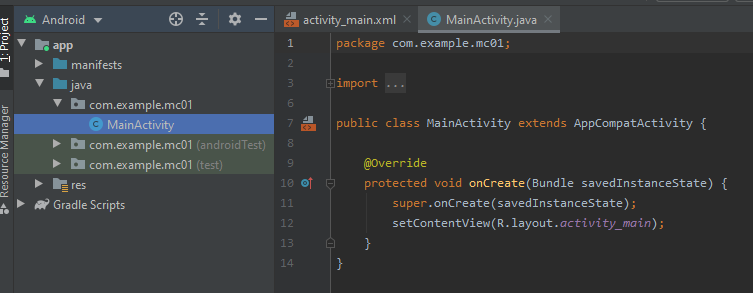 1: Project
Resource Manager
Android
app
manifests
java
com.example.mc01
MainActivity
com.example.mc01 (androidTest)
com.example.mc01 (test)
res
Gradle Scripts
activity_main.xml
MainActivity.java
1 package com.example.mc01;
2
3 import ...
6
7 public class MainActivity extends AppCompatActivity {
8
9 @Override
10 protected void onCreate(Bundle savedInstanceState) {
11 super.onCreate(savedInstanceState);
12 setContentView(R.layout.activity_main);
13 }
14 }